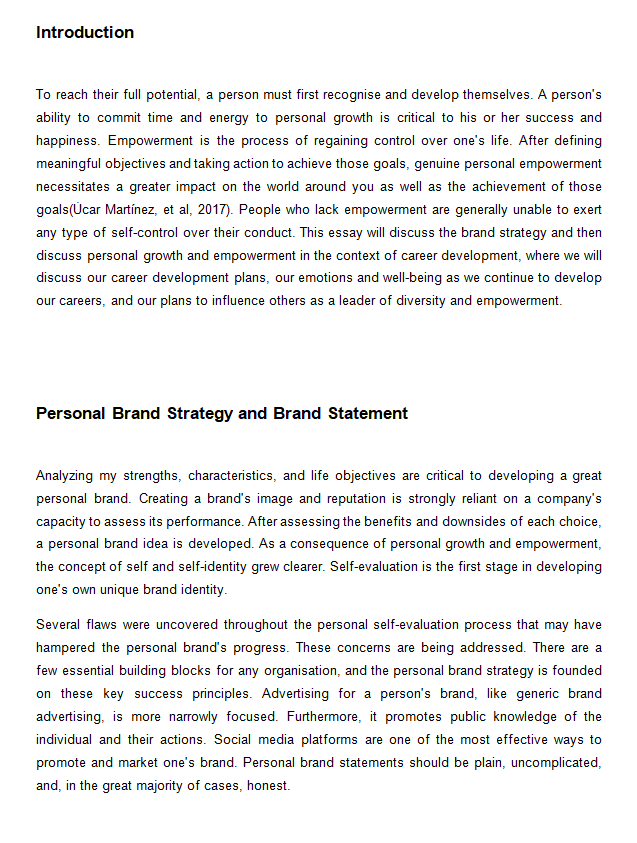 Introduction
To reach their full potential, a person must first recognise and develop themselves. A person's
ability to commit time and energy to personal growth is critical to his or her success and
happiness. Empowerment is the process of regaining control over one's life. After defining
meaningful objectives and taking action to achieve those goals, genuine personal empowerment
necessitates a greater impact on the world around you as well as the achievement of those
goals(Úcar Martínez, et al, 2017). People who lack empowerment are generally unable to exert
any type of self-control over their conduct. This essay will discuss the brand strategy and then
discuss personal growth and empowerment in the context of career development, where we will
discuss our career development plans, our emotions and well-being as we continue to develop
our careers, and our plans to influence others as a leader of diversity and empowerment.
Personal Brand Strategy and Brand Statement
Analyzing my strengths, characteristics, and life objectives are critical to developing a great
personal brand. Creating a brand's image and reputation is strongly reliant on a company's
capacity to assess its performance. After assessing the benefits and downsides of each choice,
a personal brand idea is developed. As a consequence of personal growth and empowerment,
the concept of self and self-identity grew clearer. Self-evaluation is the first stage in developing
one's own unique brand identity.
Several flaws were uncovered throughout the personal self-evaluation process that may have
hampered the personal brand's progress. These concerns are being addressed. There are a
few essential building blocks for any organisation, and the personal brand strategy is founded
on these key success principles. Advertising for a person's brand, like generic brand
advertising, is more narrowly focused. Furthermore, it promotes public knowledge of the
individual and their actions. Social media platforms are one of the most effective ways to
promote and market one's brand. Personal brand statements should be plain, uncomplicated,
and, in the great majority of cases, honest.